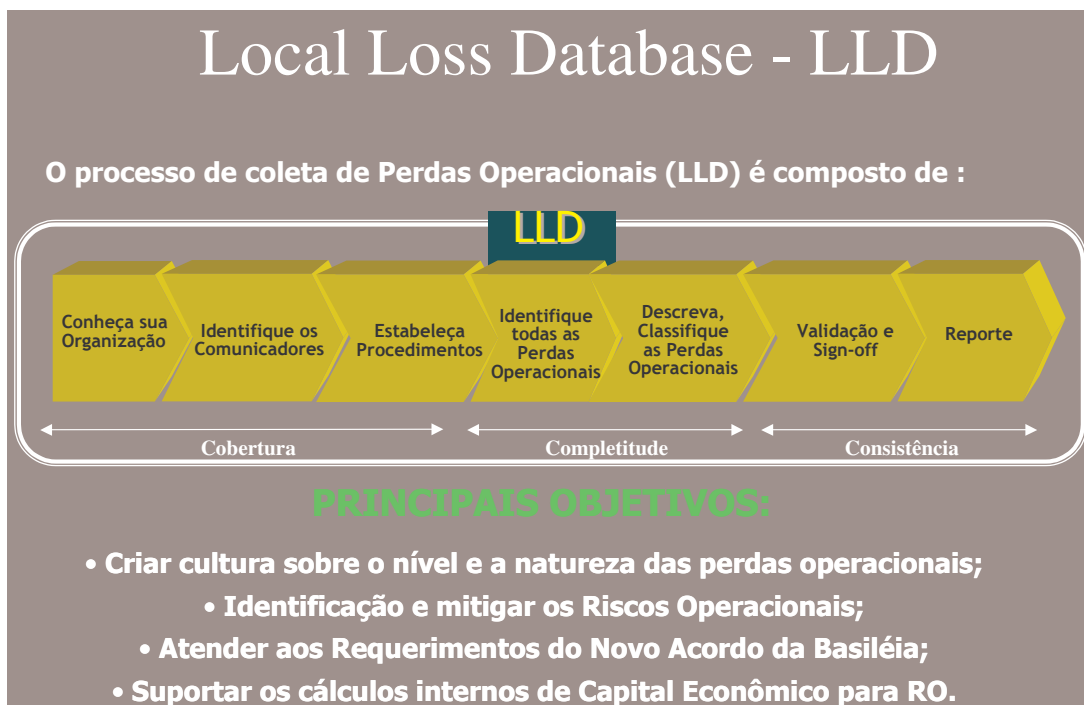 Local Loss Database - LLD
O processo de coleta de Perdas Operacionais (LLD) é composto de :
LLD
Conheça sua
Organização
Identifique os
Comunicadores
Estabeleça
Procedimentos
Identifique
todas as
Perdas
Operacionais
Descreva,
Classifique
as Perdas
Operacionais
Validação e
Sign-off
Reporte
Cobertura
Completitude
Consistência
PRINCIPAIS OBJETIVOS:
• Criar cultura sobre o nível e a natureza das perdas operacionais;
• Identificação e mitigar os Riscos Operacionais;
• Atender aos Requerimentos do Novo Acordo da Basiléia;
• Suportar os cálculos internos de Capital Econômico para RO.